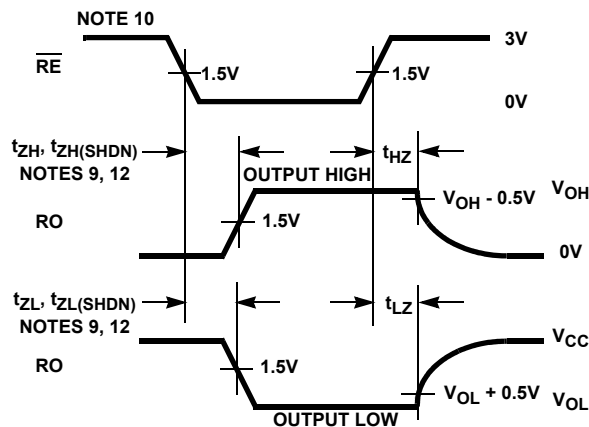 NOTE 10
RE
1.5V
1.5V
3V
0V
tZH, tZH(SHDN)
NOTES 9, 12
OUTPUT HIGH
tHZ
RO
1.5V
VOH - 0.5V
VOH
0V
tZL, tZL(SHDN)
NOTES 9, 12
tLZ
RO
1.5V
VCC
VOL + 0.5V
VOL
OUTPUT LOW